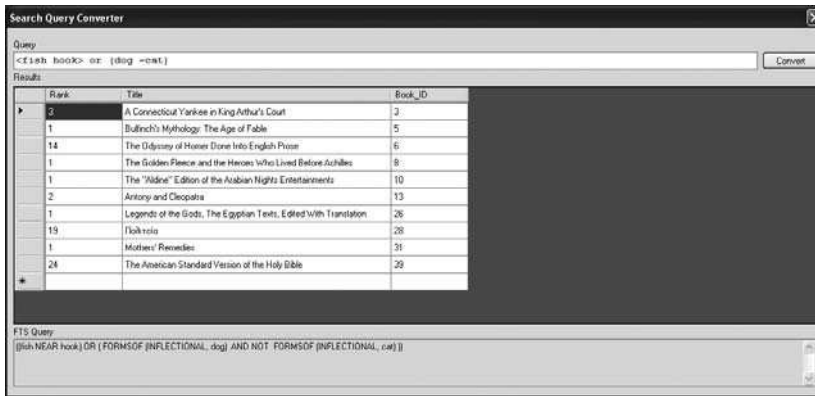 Search Query Converter
Query
<fish hook> or (dog -cat)
Convert
Results
Rank Title Book_ID
3 A Connecticut Yankee in King Arthur's Court 3
1 Bulfinch's Mythology: The Age of Fable 5
14 The Odyssey of Homer Done Into English Prose 6
1 The Golden Fleece and the Heroes Who Lived Before Achilles 8
1 The "Aldine" Edition of the Arabian Nights Entertainments 10
2 Antony and Cleopatra 13
1 Legends of the Gods, The Egyptian Texts, Edited With Translation 26
19 Πολιτεία 28
1 Mothers' Remedies 31
24 The American Standard Version of the Holy Bible 39
FTS Query
((fish NEAR hook) OR ( FORMSOF (INFLECTIONAL, dog) AND NOT FORMSOF (INFLECTIONAL, cat) ))